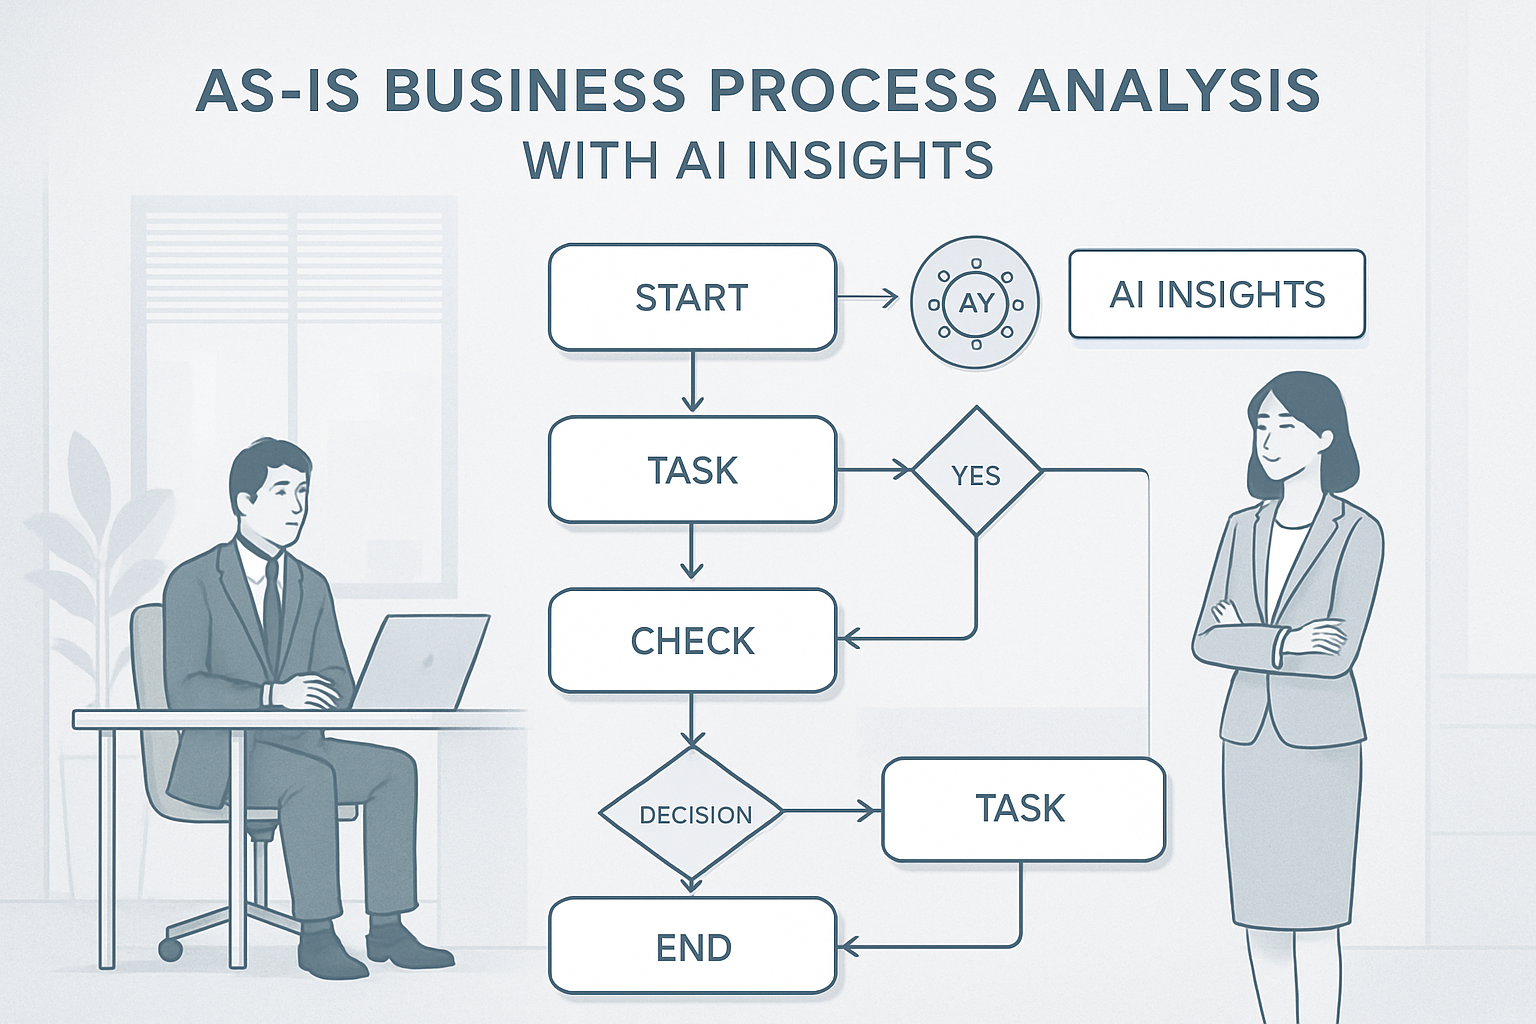 AS-IS BUSINESS PROCESS ANALYSIS
WITH AI INSIGHTS
START
AY
AI INSIGHTS
TASK
YES
CHECK
DECISION
TASK
END